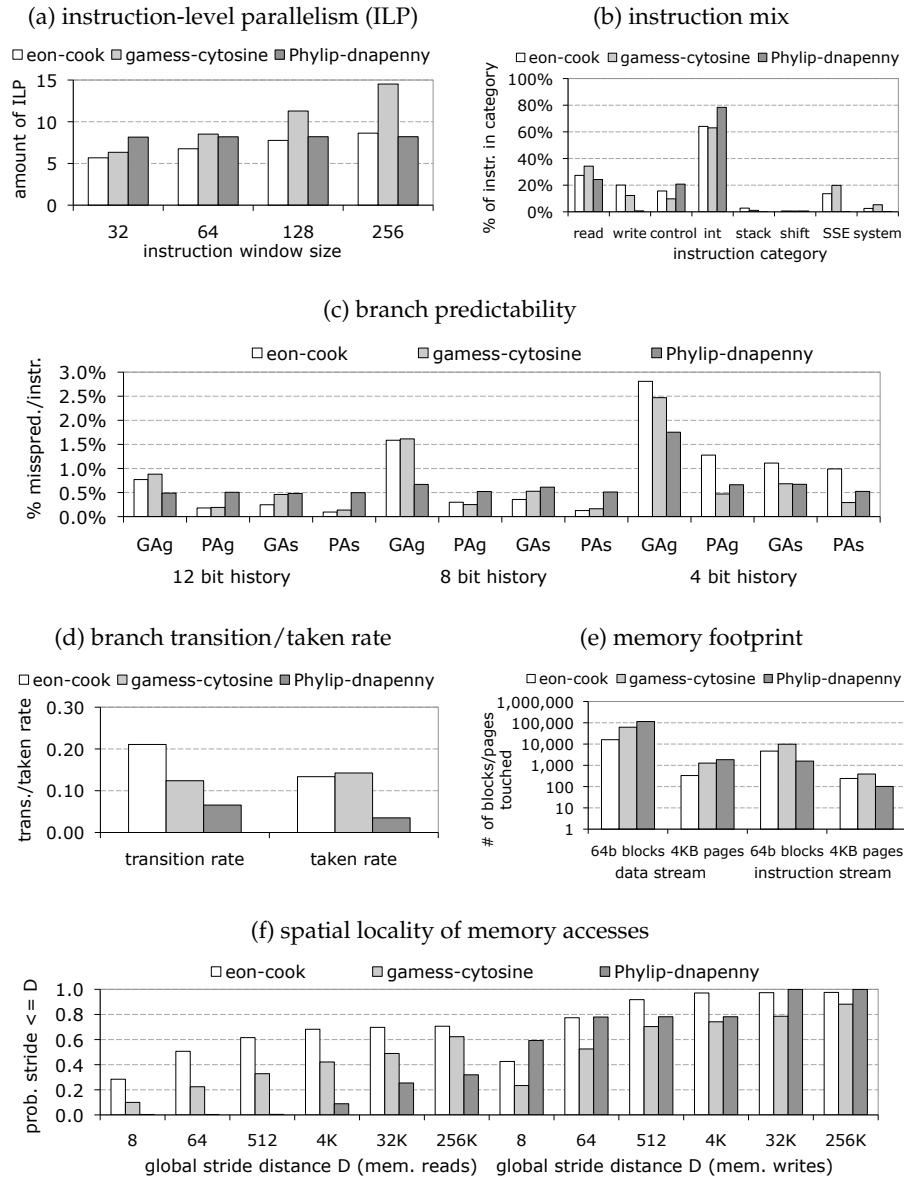 (a) instruction-level parallelism (ILP)
eon-cook gamess-cytosine Phylip-dnapenny
amount of ILP
15
10
5
0
32 64 128 256
instruction window size
(b) instruction mix
eon-cook gamess-cytosine Phylip-dnapenny
% of instr. in category
100%
80%
60%
40%
20%
0%
read write control int stack shift SSE system
instruction category
(c) branch predictability
eon-cook gamess-cytosine Phylip-dnapenny
% misspred./instr.
3.0%
2.5%
2.0%
1.5%
1.0%
0.5%
0.0%
GAg PAg GAs PAs GAg PAg GAs PAs GAg PAg GAs PAs
12 bit history 8 bit history 4 bit history
(d) branch transition/taken rate
eon-cook gamess-cytosine Phylip-dnapenny
trans./taken rate
0.30
0.20
0.10
0.00
transition rate taken rate
(e) memory footprint
eon-cook gamess-cytosine Phylip-dnapenny
# of blocks/pages
touched
1,000,000
100,000
10,000
1,000
100
10
1
64b blocks 4KB pages 64b blocks 4KB pages
data stream instruction stream
(f) spatial locality of memory accesses
eon-cook gamess-cytosine Phylip-dnapenny
prob. stride <= D
1.0
0.8
0.6
0.4
0.2
0.0
8 64 512 4K 32K 256K 8 64 512 4K 32K 256K
global stride distance D (mem. reads) global stride distance D (mem. writes)